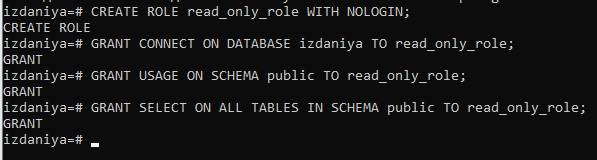 izdaniya=# CREATE ROLE read_only_role WITH NOLOGIN;
CREATE ROLE
izdaniya=# GRANT CONNECT ON DATABASE izdaniya TO read_only_role;
GRANT
izdaniya=# GRANT USAGE ON SCHEMA public TO read_only_role;
GRANT
izdaniya=# GRANT SELECT ON ALL TABLES IN SCHEMA public TO read_only_role;
GRANT
izdaniya=#